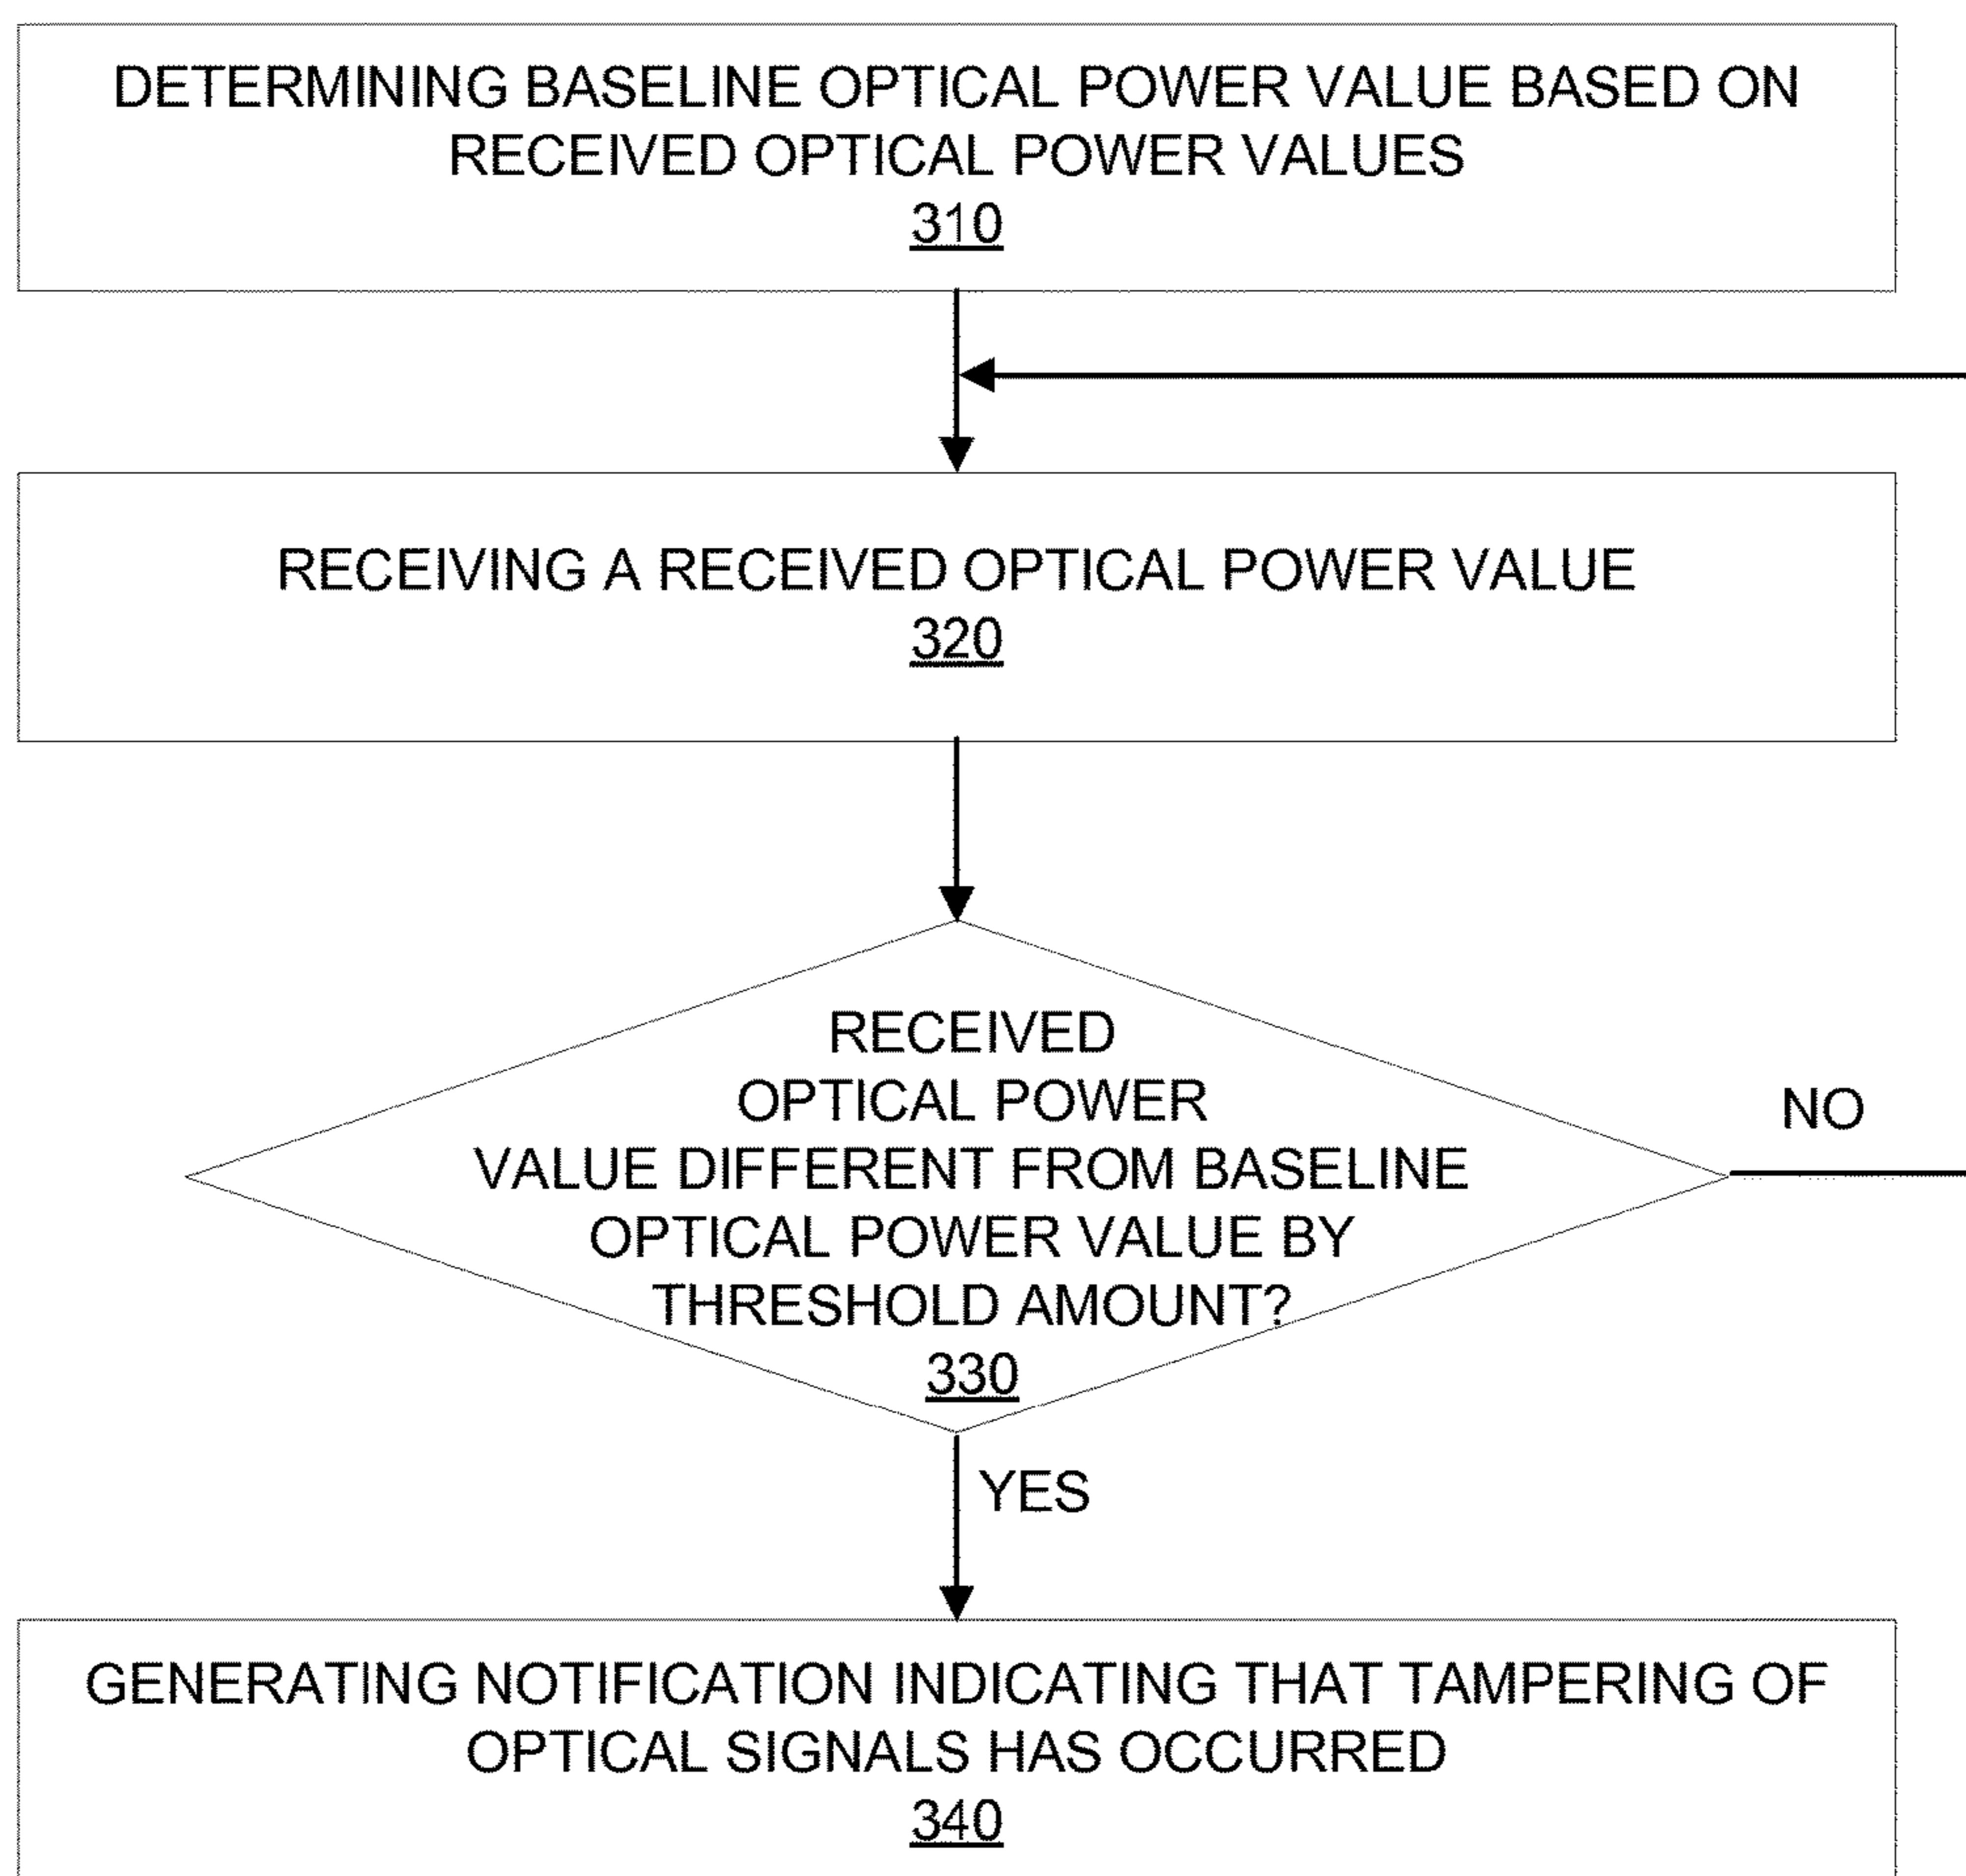 DETERMINING BASELINE OPTICAL POWER VALUE BASED ON
RECEIVED OPTICAL POWER VALUES
310
RECEIVING A RECEIVED OPTICAL POWER VALUE
320
RECEIVED
OPTICAL POWER
VALUE DIFFERENT FROM BASELINE
OPTICAL POWER VALUE BY
THRESHOLD AMOUNT?
330
NO
YES
GENERATING NOTIFICATION INDICATING THAT TAMPERING OF
OPTICAL SIGNALS HAS OCCURRED
340